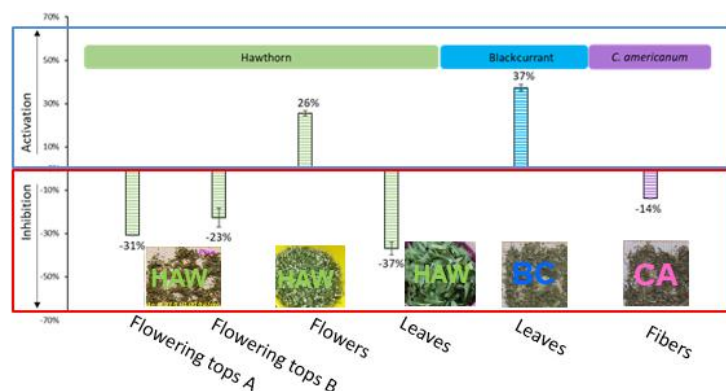 70%
Hawthorn
Blackcurrant
C. americanum
50%
37%
Activation
30%
26%
-10%
Inhibition
-14%
-23%
-30%
-31%
-37%
HAW
HAW
HAW
BC
CA
-50%
-70%
Flowering tops A
Flowering tops B
Flowers
Leaves
Leaves
Fibers